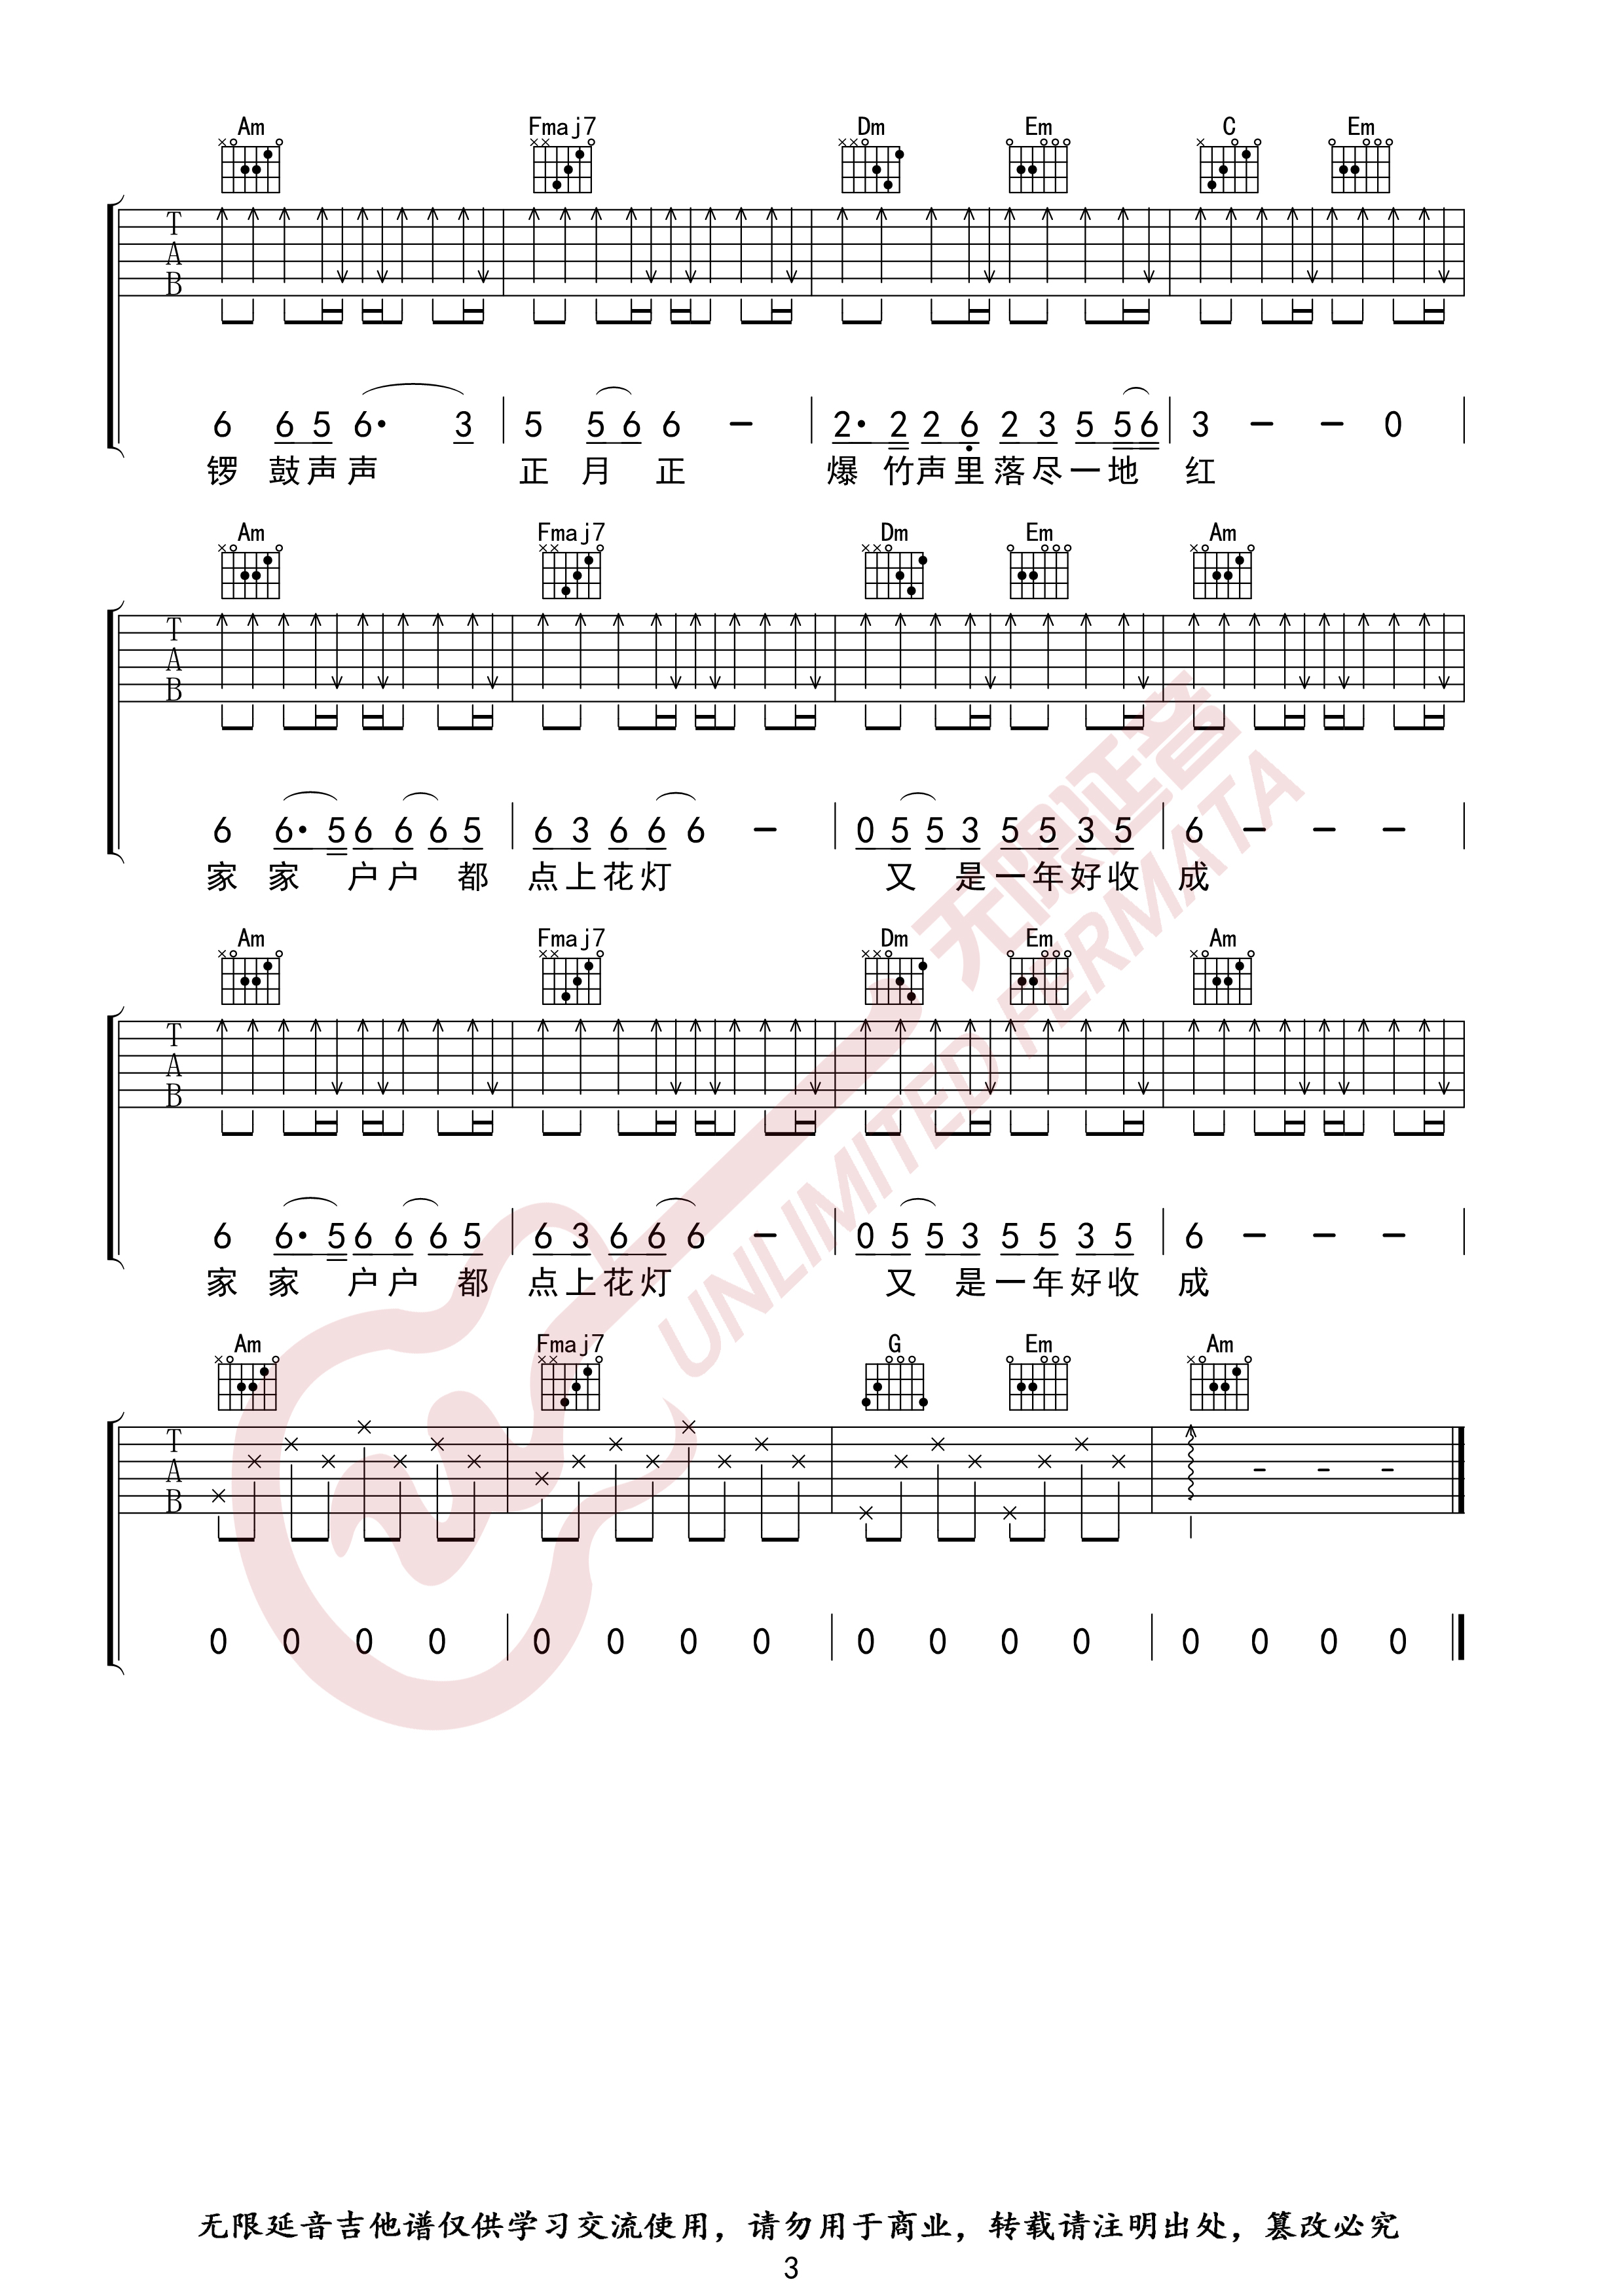 Am Fmaj7 Dm Em C Em
T
A
B
6 6 5 6· 3 5 5 6 6 - 2· 2 2 6 2 3 5 5 6 3 - - 0
锣 鼓声声 正 月 正 爆 竹声里落尽一地 红
Am Fmaj7 Dm Em Am
T
A
B
6 6· 5 6 6 6 5 6 3 6 6 6 - 0 5 5 3 5 5 3 5 6 - - -
家 家 户户 都 点上花灯 又 是一年好收 成
Am Fmaj7 Dm Em Am
T
A
B
6 6· 5 6 6 6 5 6 3 6 6 6 - 0 5 5 3 5 5 3 5 6 - - -
家 家 户户 都 点上花灯 又 是一年好收 成
Am Fmaj7 G Em Am
T
A
B
0 0 0 0 0 0 0 0 0 0 0 0 0 0 0 0
无限延音
UNLIMITED FERMATA
无限延音吉他谱仅供学习交流使用，请勿用于商业，转载请注明出处，篡改必究
3